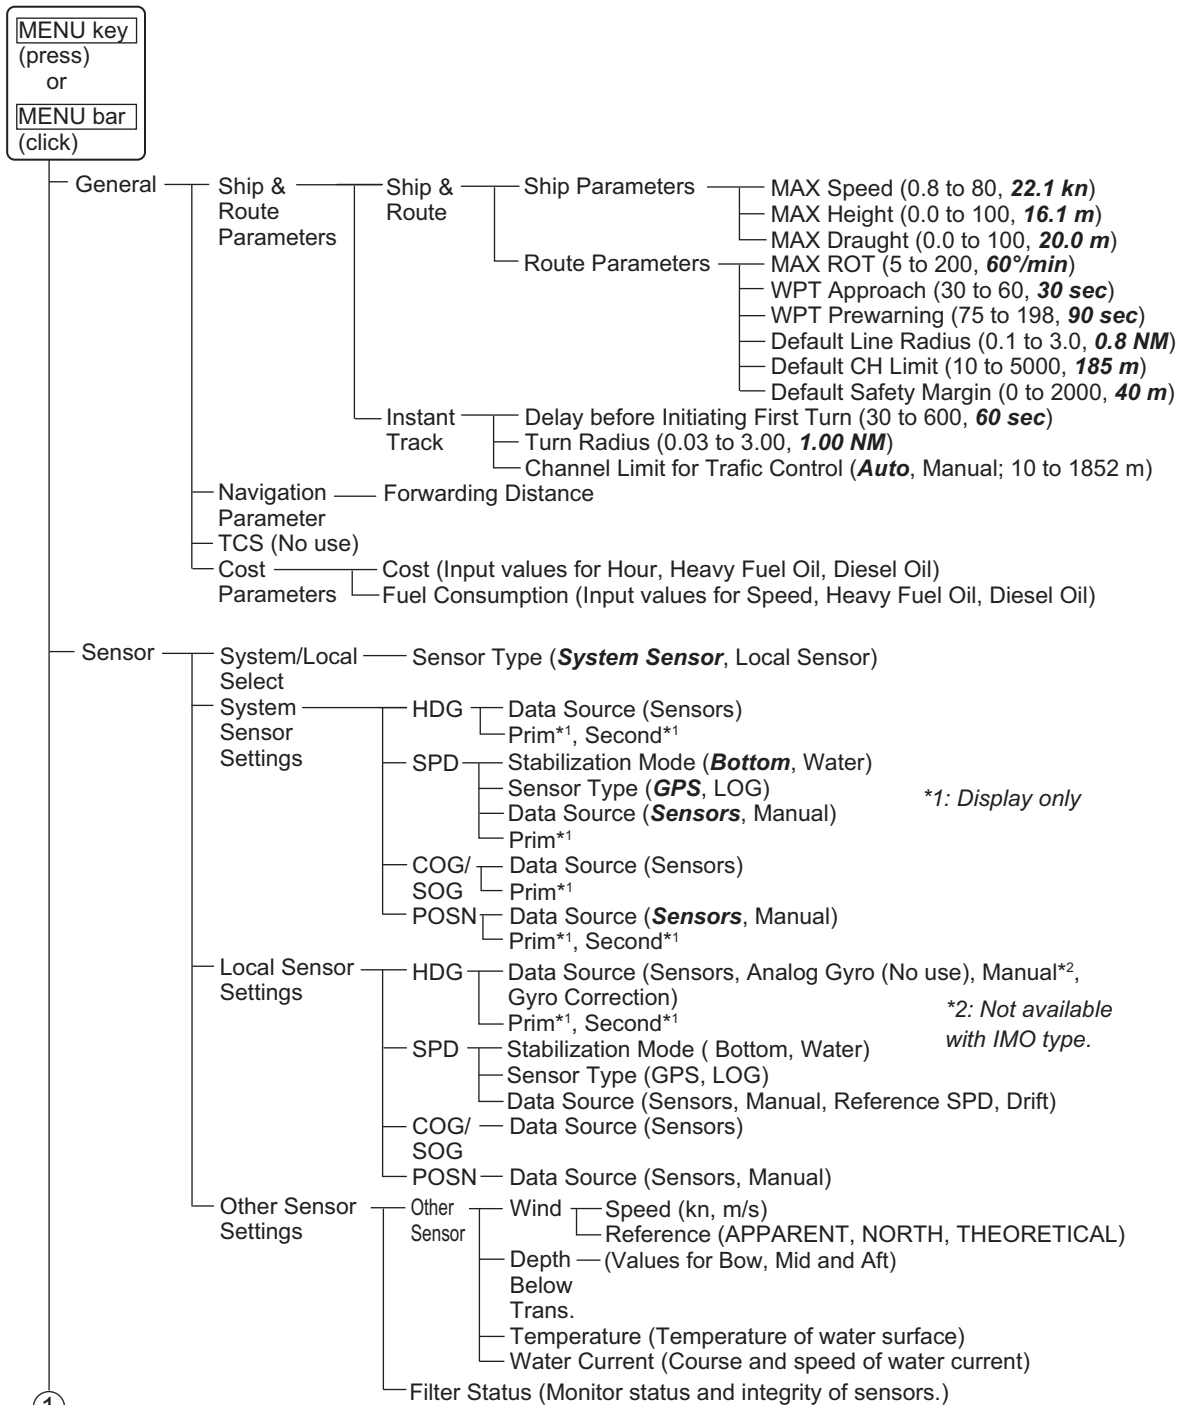 MENU key
(press)
or
MENU bar
(click)
General
Ship &
Route
Parameters
Ship &
Route
Ship Parameters
MAX Speed (0.8 to 80, 22.1 kn)
MAX Height (0.0 to 100, 16.1 m)
MAX Draught (0.0 to 100, 20.0 m)
Route Parameters
MAX ROT (5 to 200, 60°/min)
WPT Approach (30 to 60, 30 sec)
WPT Prewarning (75 to 198, 90 sec)
Default Line Radius (0.1 to 3.0, 0.8 NM)
Default CH Limit (10 to 5000, 185 m)
Default Safety Margin (0 to 2000, 40 m)
Instant
Track
Delay before Initiating First Turn (30 to 600, 60 sec)
Turn Radius (0.03 to 3.00, 1.00 NM)
Channel Limit for Trafic Control (Auto, Manual; 10 to 1852 m)
Navigation
Parameter
Forwarding Distance
TCS (No use)
Cost
Parameters
Cost (Input values for Hour, Heavy Fuel Oil, Diesel Oil)
Fuel Consumption (Input values for Speed, Heavy Fuel Oil, Diesel Oil)
Sensor
System/Local
Select
Sensor Type (System Sensor, Local Sensor)
System
Sensor
Settings
HDG
Data Source (Sensors)
Prim*1, Second*1
SPD
Stabilization Mode (Bottom, Water)
Sensor Type (GPS, LOG)
Data Source (Sensors, Manual)
Prim*1
*1: Display only
COG/
SOG
Data Source (Sensors)
Prim*1
POSN
Data Source (Sensors, Manual)
Prim*1, Second*1
Local Sensor
Settings
HDG
Data Source (Sensors, Analog Gyro (No use), Manual*2,
Gyro Correction)
Prim*1, Second*1
*2: Not available
with IMO type.
SPD
Stabilization Mode ( Bottom, Water)
Sensor Type (GPS, LOG)
Data Source (Sensors, Manual, Reference SPD, Drift)
COG/
SOG
Data Source (Sensors)
POSN
Data Source (Sensors, Manual)
Other Sensor
Settings
Other
Sensor
Wind
Speed (kn, m/s)
Reference (APPARENT, NORTH, THEORETICAL)
Depth
Below
Trans.
(Values for Bow, Mid and Aft)
Temperature (Temperature of water surface)
Water Current (Course and speed of water current)
Filter Status (Monitor status and integrity of sensors.)
1